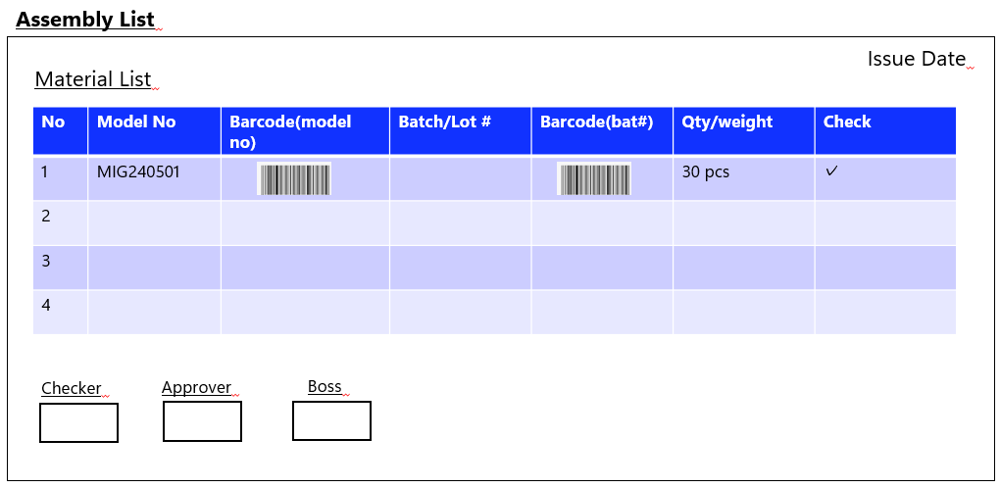 Assembly List
Issue Date
Material List
No Model No Barcode(model no) Batch/Lot # Barcode(bat#) Qty/weight Check
1 MIG240501 30 pcs ✓
2
3
4
Checker Approver Boss